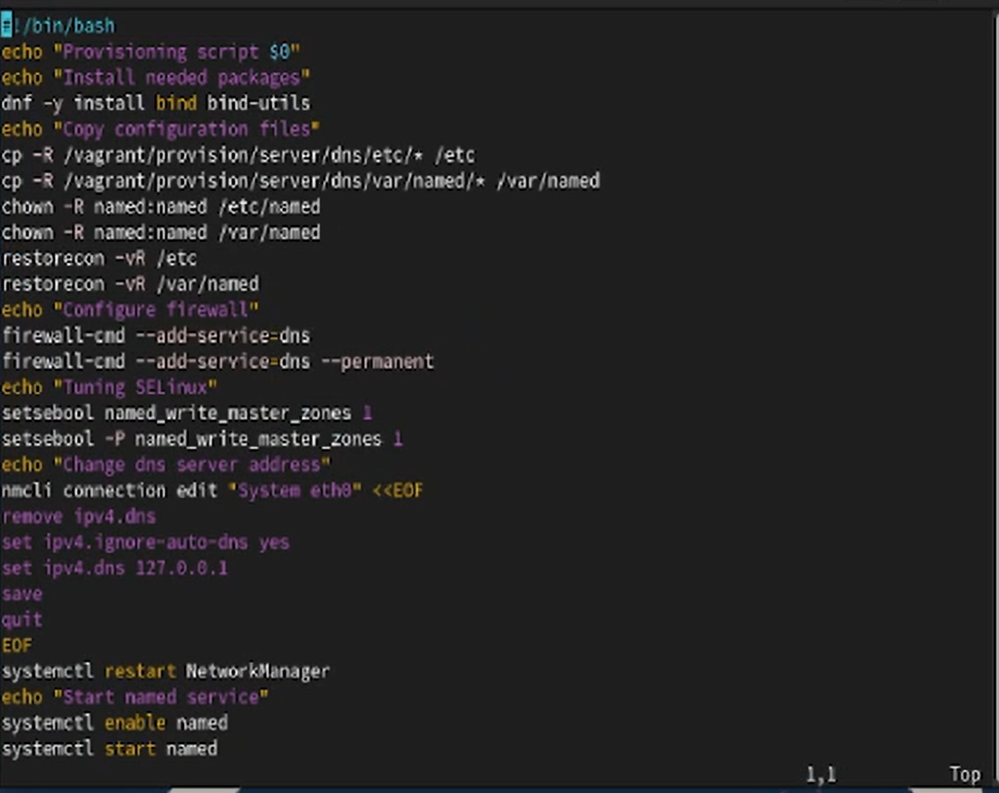 #!/bin/bash
echo "Provisioning script $0"
echo "Install needed packages"
dnf -y install bind bind-utils
echo "Copy configuration files"
cp -R /vagrant/provision/server/dns/etc/* /etc
cp -R /vagrant/provision/server/dns/var/named/* /var/named
chown -R named:named /etc/named
chown -R named:named /var/named
restorecon -vR /etc
restorecon -vR /var/named
echo "Configure firewall"
firewall-cmd --add-service=dns
firewall-cmd --add-service=dns --permanent
echo "Tuning SELinux"
setsebool named_write_master_zones 1
setsebool -P named_write_master_zones 1
echo "Change dns server address"
nmcli connection edit "System eth0" <<EOF
remove ipv4.dns
set ipv4.ignore-auto-dns yes
set ipv4.dns 127.0.0.1
save
quit
EOF
systemctl restart NetworkManager
echo "Start named service"
systemctl enable named
systemctl start named
1,1 Top